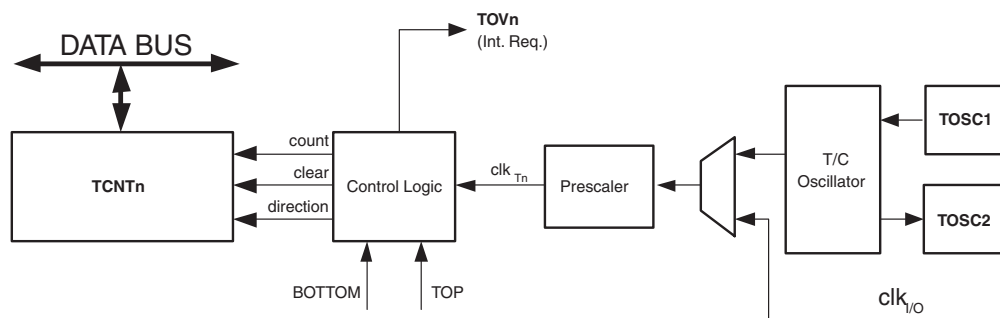 TOVn
(Int. Req.)
DATA BUS
TOSC1
count
TCNTn
clear
Control Logic
clk Tn
Prescaler
T/C
Oscillator
direction
TOSC2
BOTTOM
TOP
clk I/O